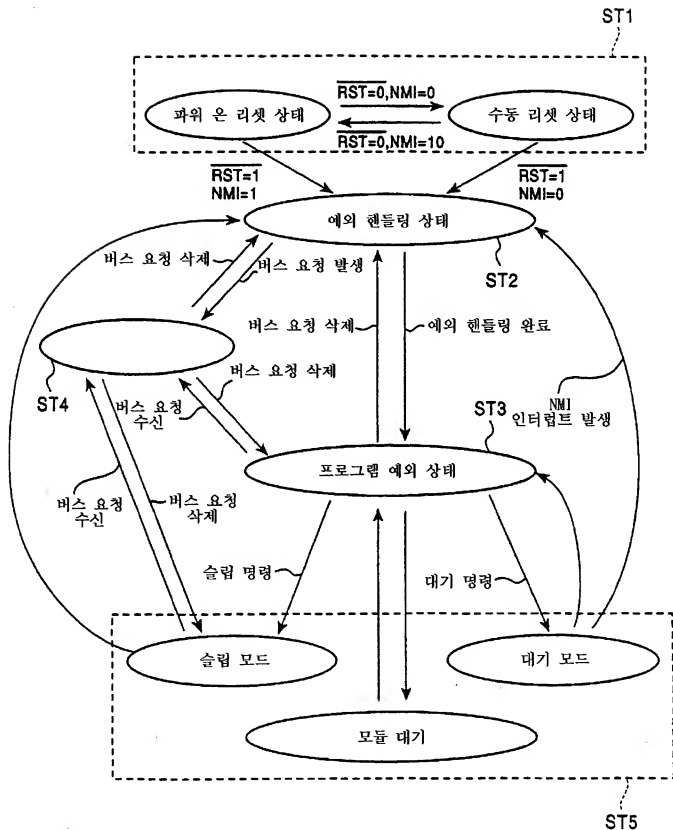 ST1
RST=0,NMI=0
파워 온 리셋 상태
수동 리셋 상태
RST=0,NMI=10
RST=1
NMI=1
RST=1
NMI=0
예외 핸들링 상태
버스 요청 삭제
버스 요청 발생
ST2
버스 요청 삭제
예외 핸들링 완료
버스 요청 삭제
ST4
버스 요청
수신
ST3
NMI
인터럽트 발생
프로그램 예외 상태
버스 요청
수신
버스 요청
삭제
슬립 명령
대기 명령
슬립 모드
대기 모드
모듈 대기
ST5